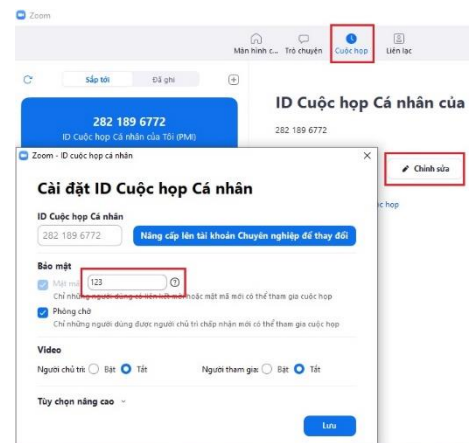 Zoom
Màn hình c...
Trò chuyện
Cuộc họp
Liên lạc
Sắp tới
Đã ghi
282 189 6772
ID Cuộc họp Cá nhân của Tôi (PMI)
ID Cuộc họp Cá nhân của
282 189 6772
Chỉnh sửa
Zoom - ID cuộc họp cá nhân
Cài đặt ID Cuộc họp Cá nhân
ID Cuộc họp Cá nhân
282 189 6772
Nâng cấp lên tài khoản Chuyên nghiệp để thay đổi
Bảo mật
Mật mã
123
Chỉ những người dùng có liên kết mời hoặc mật mã mới có thể tham gia cuộc họp
Phòng chờ
Chỉ những người dùng được người chủ trì chấp nhận mới có thể tham gia cuộc họp
Video
Người chủ trì: Bật Tắt
Người tham gia: Bật Tắt
Tùy chọn nâng cao
Lưu